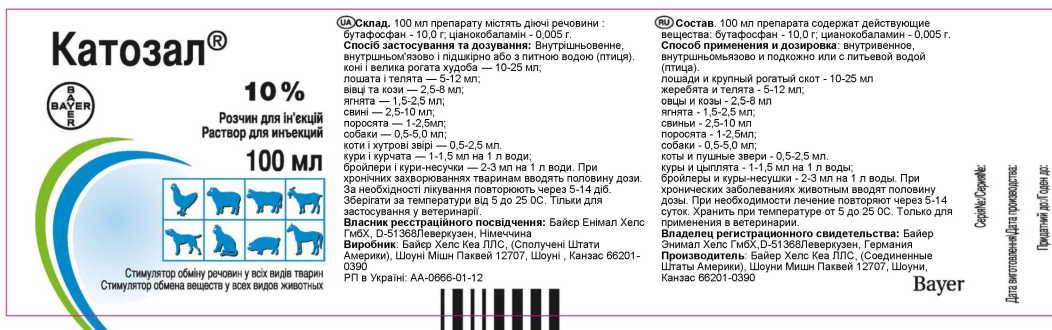 Катозал®
BAYER
BAYER
10%
Розчин для ін'єкцій
Раствор для инъекций
100 мл
Стимулятор обміну речовин у всіх видів тварин
Стимулятор обмена веществ у всех видов животных
UA Склад. 100 мл препарату містять діючі речовини :
бутафосфан - 10,0 г; ціанокобаламін - 0,005 г.
Спосіб застосування та дозування: Внутрішньовенне,
внутрішньом'язово і підшкірно або з питною водою (птиця).
коні і велика рогата худоба — 10-25 мл;
лошата і телята — 5-12 мл;
вівці та кози — 2,5-8 мл;
ягнята — 1,5-2,5 мл;
свині — 2,5-10 мл;
поросята — 1-2,5мл;
собаки — 0,5-5,0 мл;
коти і хутрові звірі — 0,5-2,5 мл.
кури і курчата — 1-1,5 мл на 1 л води;
бройлери і кури-несучки — 2-3 мл на 1 л води. При
хронічних захворюваннях тваринам вводять половину дози.
За необхідності лікування повторюють через 5-14 діб.
Зберігати за температури від 5 до 25 0С. Тільки для
застосування у ветеринарії.
Власник реєстраційного посвідчення: Байєр Енімал Хелс
ГмбХ, D-51368Леверкузен, Німеччина
Виробник: Байєр Хелс Кеа ЛЛС, (Сполучені Штати
Америки), Шоуни Мішн Паквей 12707, Шоуні , Канзас 66201-
0390
РП в Україні: АА-0666-01-12
RU Состав. 100 мл препарата содержат действующие
вещества: бутафосфан - 10,0 г; цианокобаламин - 0,005 г.
Способ применения и дозировка: внутривенное,
внутрышньомьязово и подкожно или с питьевой водой
(птица).
лошади и крупный рогатый скот - 10-25 мл
жеребята и телята - 5-12 мл;
овцы и козы - 2,5-8 мл
ягнята - 1,5-2,5 мл;
свиньи - 2,5-10 мл
поросята - 1-2,5мл;
собаки - 0,5-5,0 мл;
коты и пушные звери - 0,5-2,5 мл.
куры и цыплята - 1-1,5 мл на 1 л воды;
бройлеры и куры-несушки - 2-3 мл на 1 л воды. При
хронических заболеваниях животным вводят половину
дозы. При необходимости лечение повторяют через 5-14
суток. Хранить при температуре от 5 до 25 0С. Только для
применения в ветеринарии.
Владелец регистрационного свидетельства: Байер
Энимал Хелс ГмбХ,D-51368Леверкузен, Германия
Производитель: Байер Хелс Кеа ЛЛС, (Соединенные
Штаты Америки), Шоуни Мишн Паквей 12707, Шоуни,
Канзас 66201-0390
Bayer
Серія№:/Серия№:
Дата виготовлення/Дата производства:
Придатний до:/Годен до: